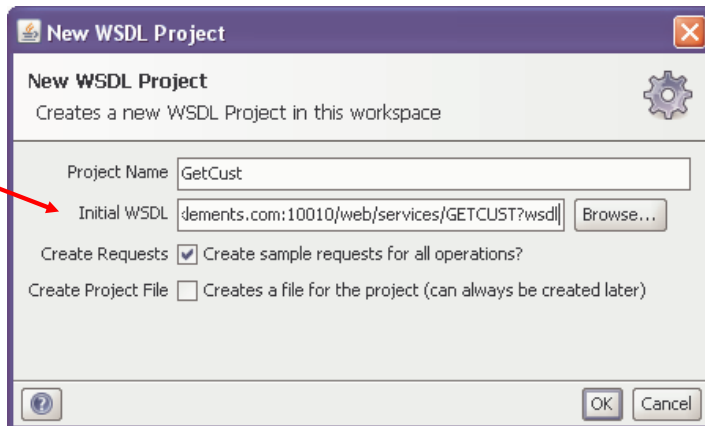 New WSDL Project
New WSDL Project
Creates a new WSDL Project in this workspace
Project Name GetCust
Initial WSDL dements.com:10010/web/services/GETCUST?wsdl Browse...
Create Requests Create sample requests for all operations?
Create Project File Creates a file for the project (can always be created later)
OK Cancel